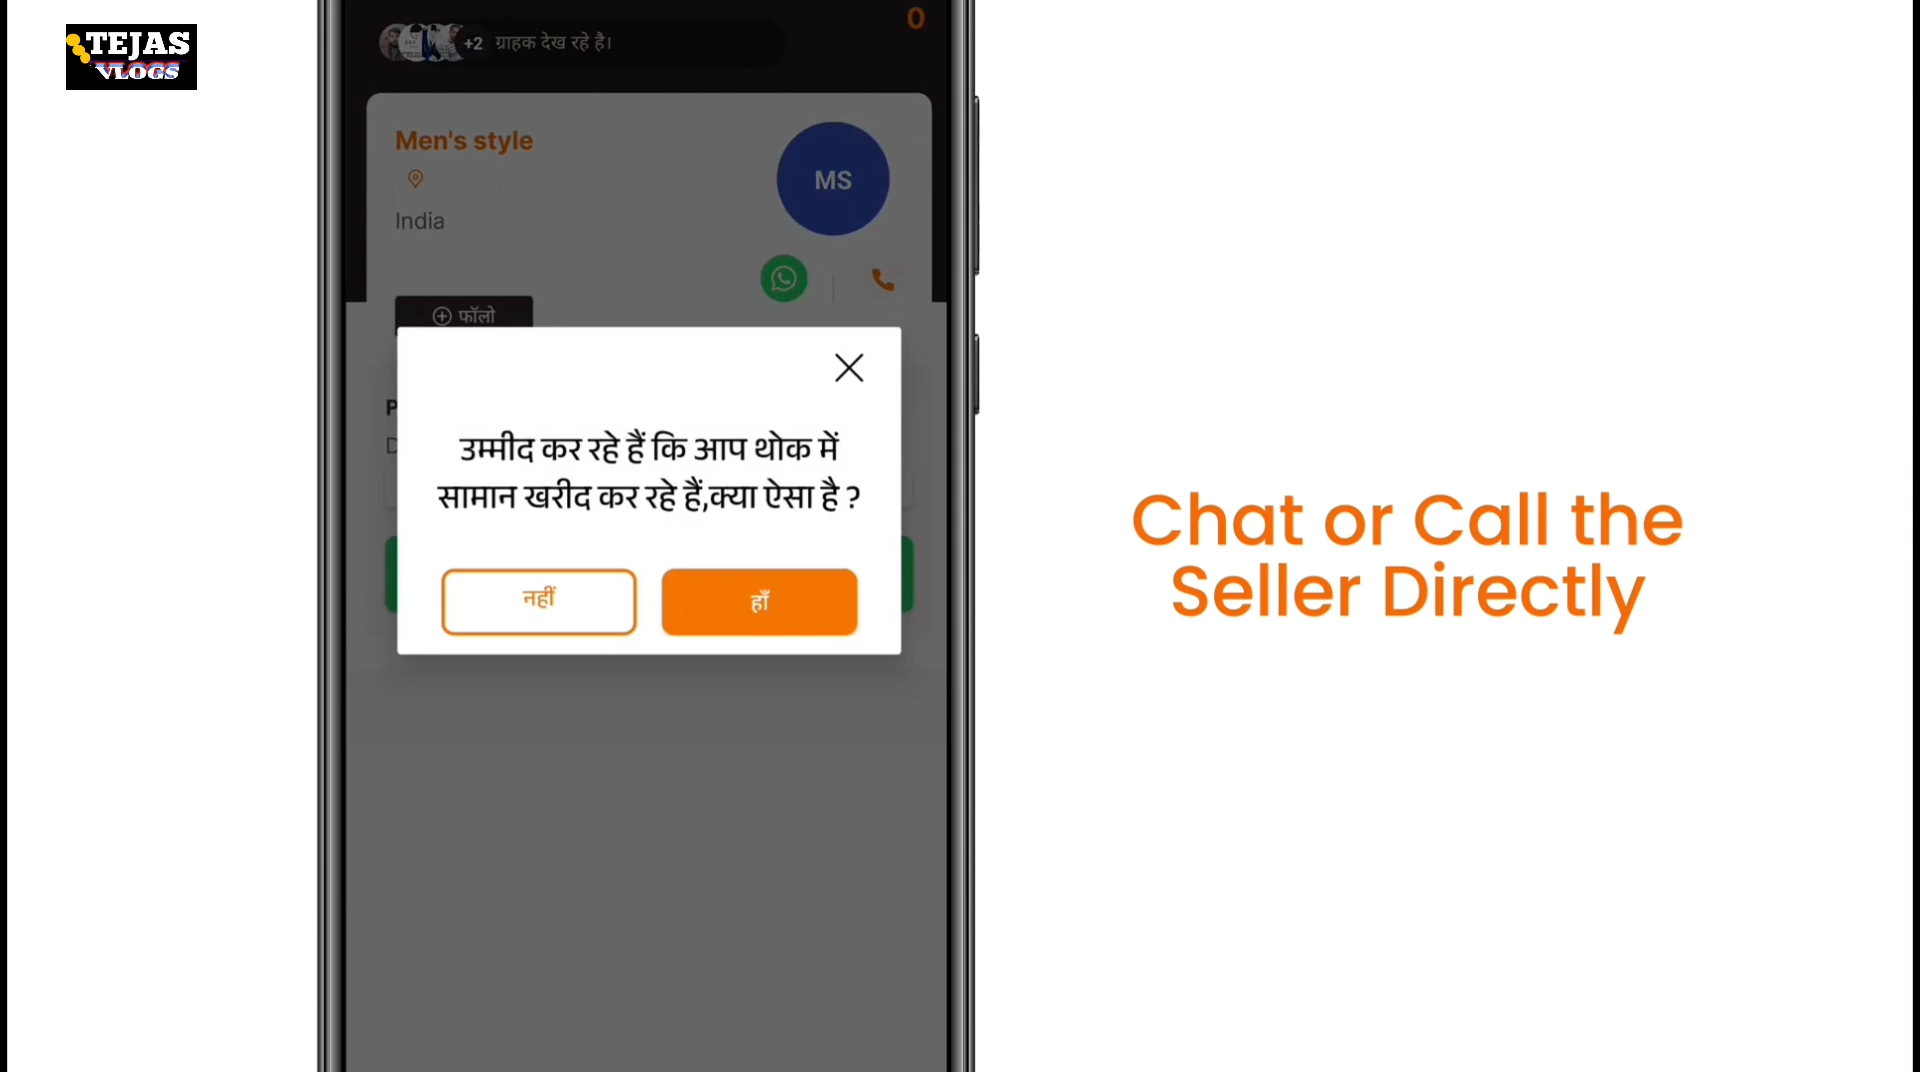 TEJAS
VLOGS
+2 ग्राहक देख रहे है।
0
Men's style
MS
India
फॉलो
उम्मीद कर रहे हैं कि आप थोक में
सामान खरीद कर रहे हैं,क्या ऐसा है ?
नहीं
हाँ
Chat or Call the
Seller Directly